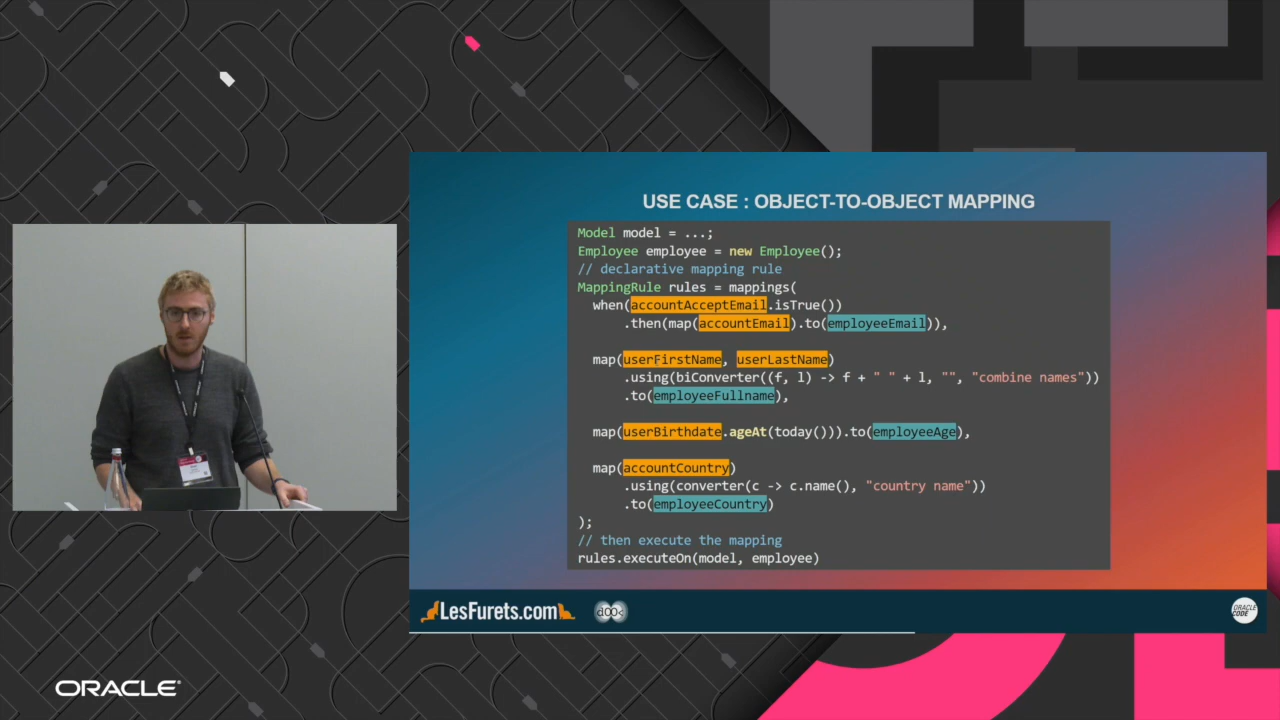 USE CASE : OBJECT-TO-OBJECT MAPPING
Model model = ...;
Employee employee = new Employee();
// declarative mapping rule
MappingRule rules = mappings(
when(accountAcceptEmail.isTrue())
.then(map(accountEmail).to(employeeEmail)),
map(userFirstName, userLastName)
.using(biConverter((f, l) -> f + " " + l, "", "combine names"))
.to(employeeFullname),
map(userBirthdate.ageAt(today())).to(employeeAge),
map(accountCountry)
.using(converter(c -> c.name(), "country name"))
.to(employeeCountry)
);
// then execute the mapping
rules.executeOn(model, employee)
LesFurets.com
dOO<
ORACLE
CODE
ORACLE®